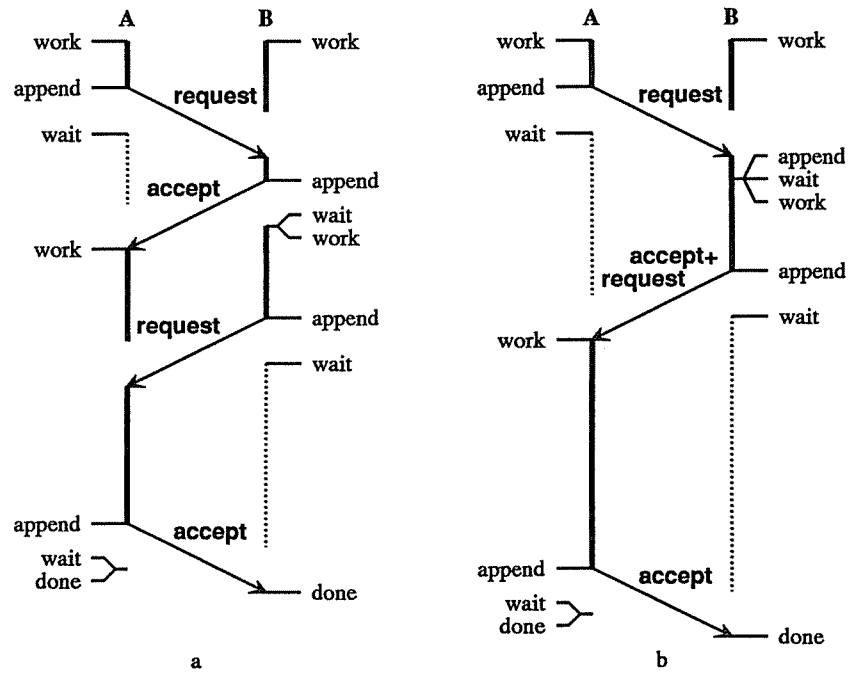 A B
work work
append
request
wait
append
accept
wait
work
work
append
request
wait
append
accept
wait
done
done
a
A B
work work
append
request
wait
append
wait
work
accept+
request
append
wait
work
append
accept
wait
done
done
b